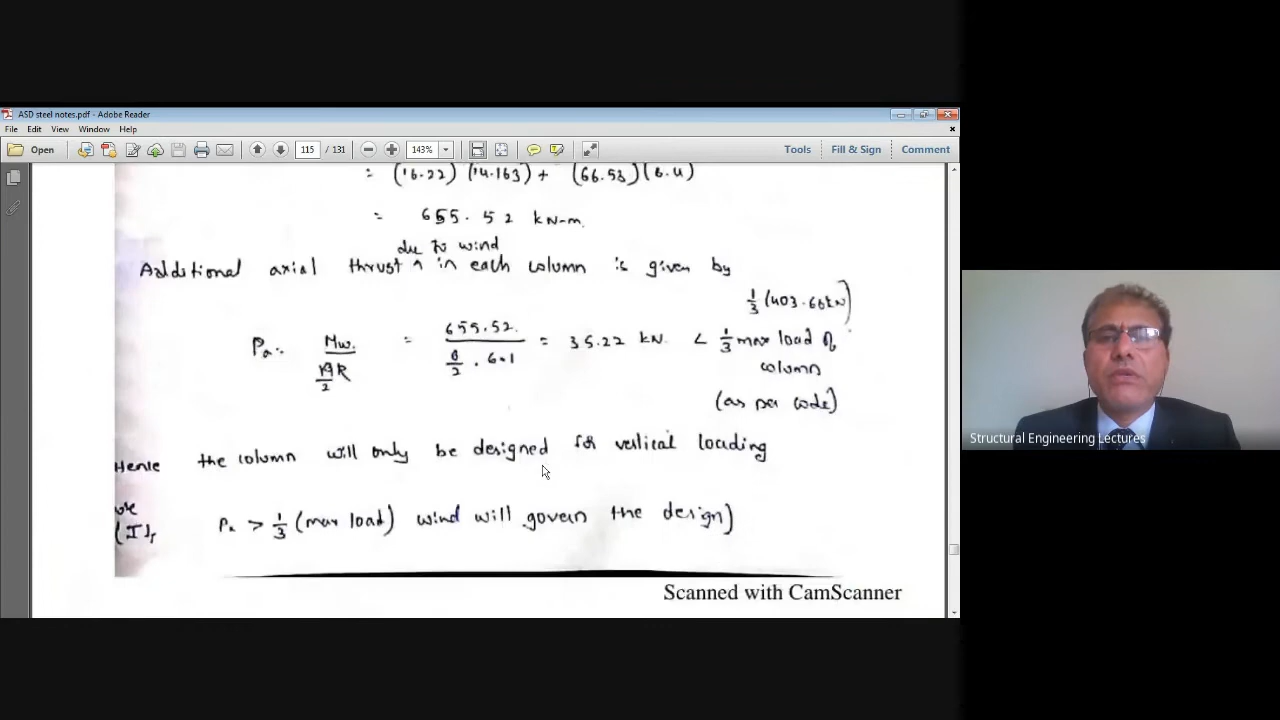 ASD steel notes.pdf - Adobe Reader
File Edit View Window Help
Open 115 / 131 143% Tools Fill & Sign Comment
= (16.22) (14.163) + (66.53)(6.4)
= 655.52 kN-m.
due to wind
Additional axial thrust ^ in each column is given by
1/3 (403.66kN)
Pa = Mw / (n/2 R) = 655.52 / (6/2 . 6.1) = 35.22 kN. < 1/3 max load of
column
(as per code)
Hence the column will only be designed for vertical loading
(If, Pa > 1/3 (max load) wind will govern the design)
Scanned with CamScanner
Structural Engineering Lectures